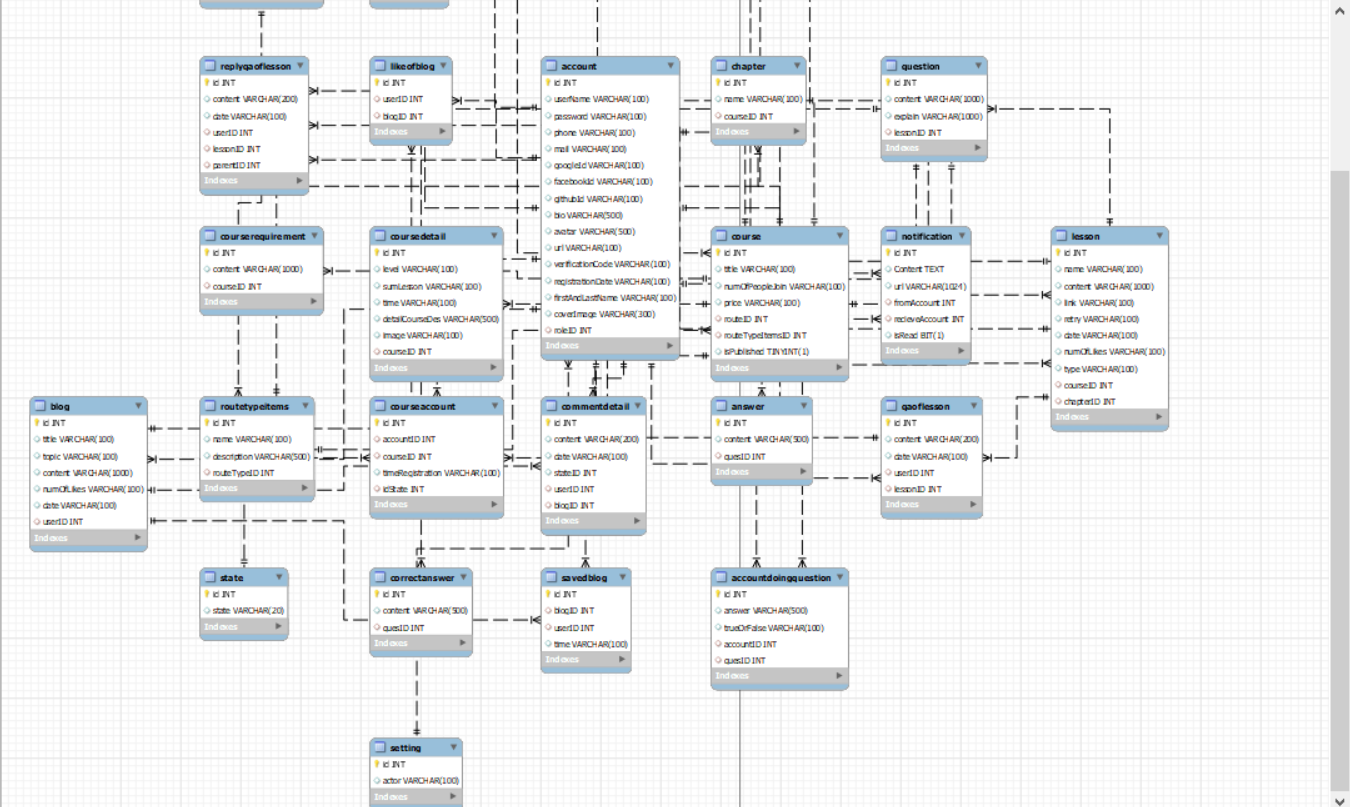 replyqaoflesson
id INT
content VARCHAR(200)
date VARCHAR(100)
userID INT
lessonID INT
parentID INT
Indexes
likeofblog
id INT
userID INT
blogID INT
Indexes
account
id INT
userName VARCHAR(100)
password VARCHAR(100)
phone VARCHAR(100)
mail VARCHAR(100)
googleId VARCHAR(100)
facebookId VARCHAR(100)
githubId VARCHAR(100)
bio VARCHAR(500)
avatar VARCHAR(500)
url VARCHAR(100)
verificationCode VARCHAR(100)
registrationDate VARCHAR(100)
firstAndLastName VARCHAR(100)
coverImage VARCHAR(300)
roleID INT
Indexes
chapter
id INT
name VARCHAR(100)
courseID INT
Indexes
question
id INT
content VARCHAR(1000)
explain VARCHAR(1000)
lessonID INT
Indexes
courserequirement
id INT
content VARCHAR(1000)
courseID INT
Indexes
coursedetail
id INT
level VARCHAR(100)
sumLesson VARCHAR(100)
time VARCHAR(100)
detailCourseDes VARCHAR(500)
image VARCHAR(100)
courseID INT
Indexes
course
id INT
title VARCHAR(100)
numOfPeopleJoin VARCHAR(100)
price VARCHAR(100)
routeID INT
routeTypeItemsID INT
isPublished TINYINT(1)
Indexes
notification
id INT
Content TEXT
url VARCHAR(1024)
fromAccount INT
recieveAccount INT
isRead BIT(1)
Indexes
lesson
id INT
name VARCHAR(100)
content VARCHAR(1000)
link VARCHAR(100)
retry VARCHAR(100)
date VARCHAR(100)
numOfLikes VARCHAR(100)
type VARCHAR(100)
courseID INT
chapterID INT
Indexes
blog
id INT
title VARCHAR(100)
topic VARCHAR(100)
content VARCHAR(1000)
numOfLikes VARCHAR(100)
date VARCHAR(100)
userID INT
Indexes
routetypeitems
id INT
name VARCHAR(100)
description VARCHAR(500)
routeTypeID INT
Indexes
courseaccount
id INT
accountID INT
courseID INT
timeRegistration VARCHAR(100)
idState INT
Indexes
commentdetail
id INT
content VARCHAR(200)
date VARCHAR(100)
stateID INT
userID INT
blogID INT
Indexes
answer
id INT
content VARCHAR(500)
quesID INT
Indexes
qaoflesson
id INT
content VARCHAR(200)
date VARCHAR(100)
userID INT
lessonID INT
Indexes
state
id INT
state VARCHAR(20)
Indexes
correctanswer
id INT
content VARCHAR(500)
quesID INT
Indexes
savedblog
id INT
blogID INT
userID INT
time VARCHAR(100)
Indexes
accountdoingquestion
id INT
answer VARCHAR(500)
trueOrFalse VARCHAR(100)
accountID INT
quesID INT
Indexes
setting
id INT
actor VARCHAR(100)
Indexes